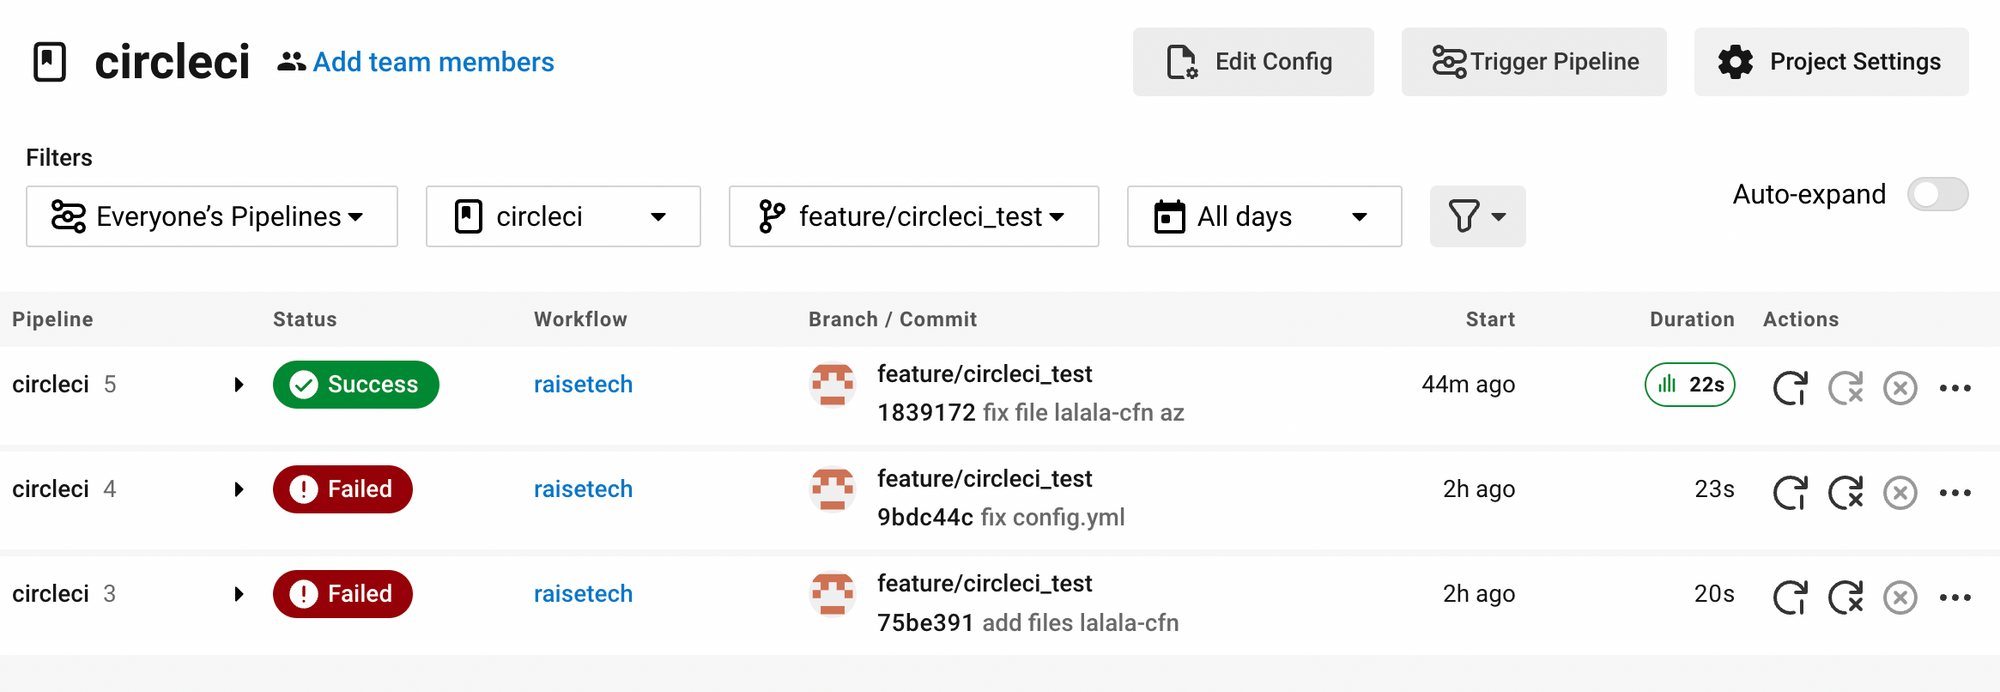 circleci Add team members Edit Config Trigger Pipeline Project Settings
Filters
Everyone’s Pipelines circleci feature/circleci_test All days Auto-expand
Pipeline Status Workflow Branch / Commit Start Duration Actions
circleci 5 Success raisetech feature/circleci_test 44m ago 22s
1839172 fix file lalala-cfn az
circleci 4 Failed raisetech feature/circleci_test 2h ago 23s
9bdc44c fix config.yml
circleci 3 Failed raisetech feature/circleci_test 2h ago 20s
75be391 add files lalala-cfn